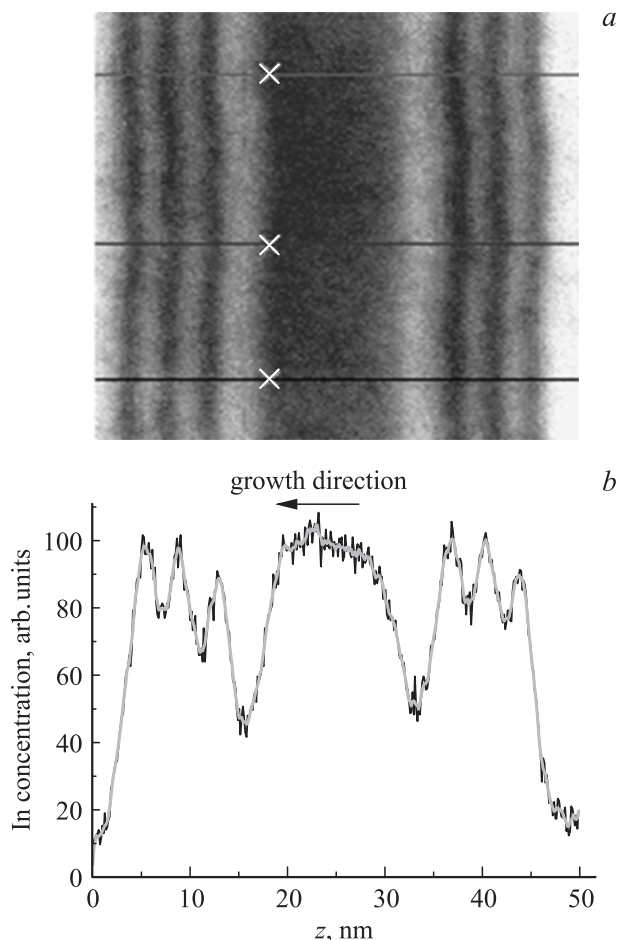 a
growth direction
b
In concentration, arb. units
100
80
60
40
20
0
0 10 20 30 40 50
z, nm